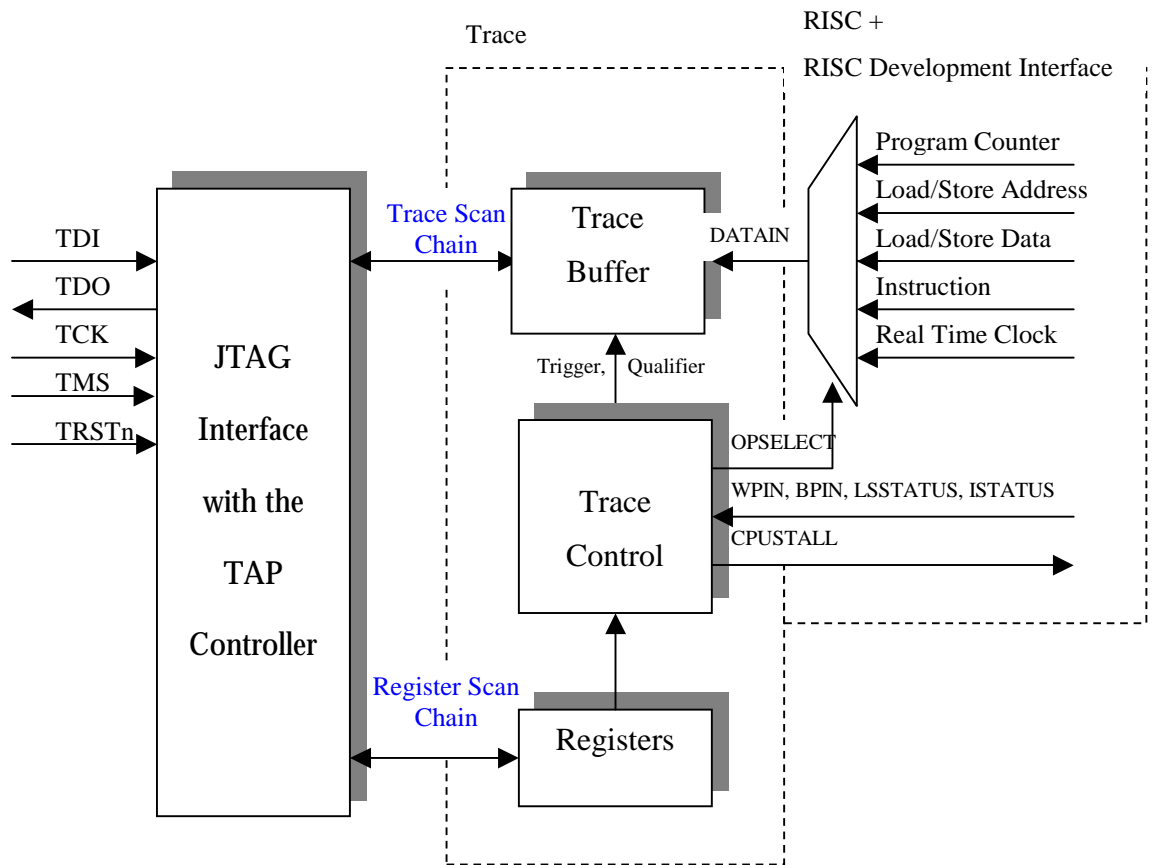 RISC +
RISC Development Interface
Trace
Program Counter
Load/Store Address
Load/Store Data
Instruction
Real Time Clock
Trace Scan
Chain
Trace
Buffer
DATAIN
TDI
TDO
TCK
TMS
TRSTn
JTAG
Interface
with the
TAP
Controller
Trigger, Qualifier
OPSELECT
WPIN, BPIN, LSSTATUS, ISTATUS
CPUSTALL
Trace
Control
Register Scan
Chain
Registers